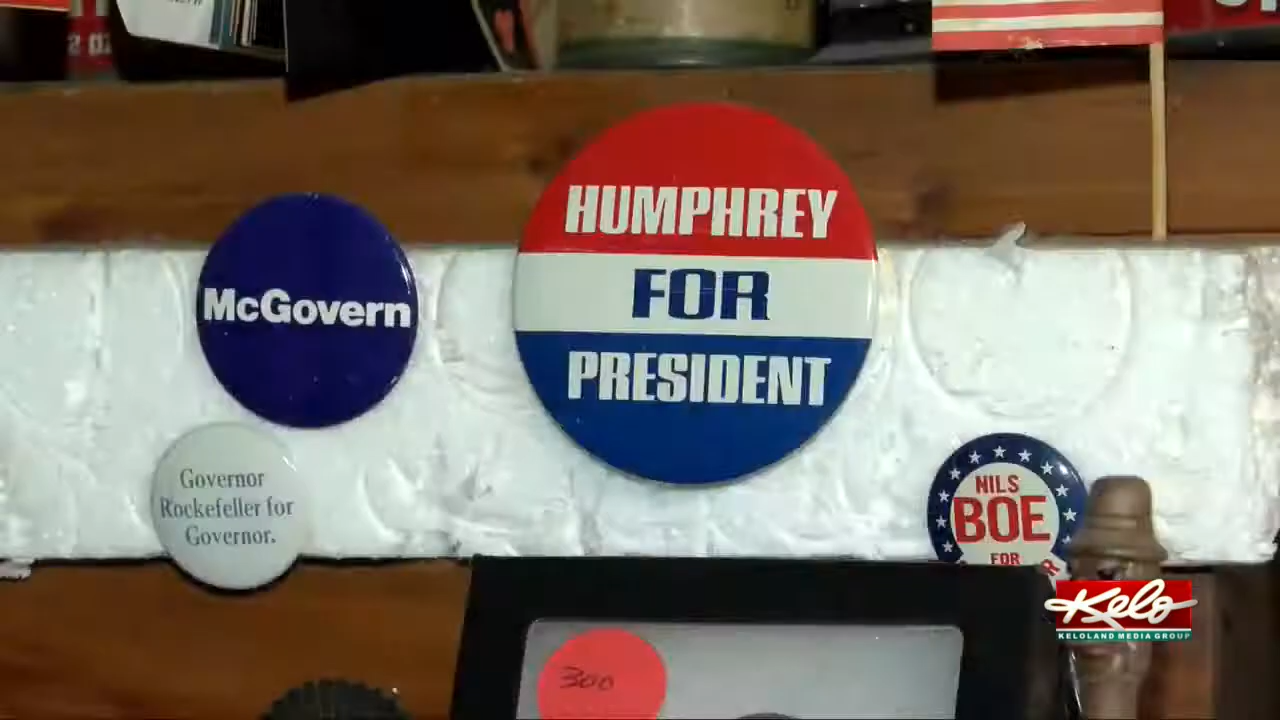 HUMPHREY
FOR
PRESIDENT
McGovern
Governor
Rockefeller for
Governor.
NILS
BOE
FOR
300
Kelo
KELOLAND MEDIA GROUP